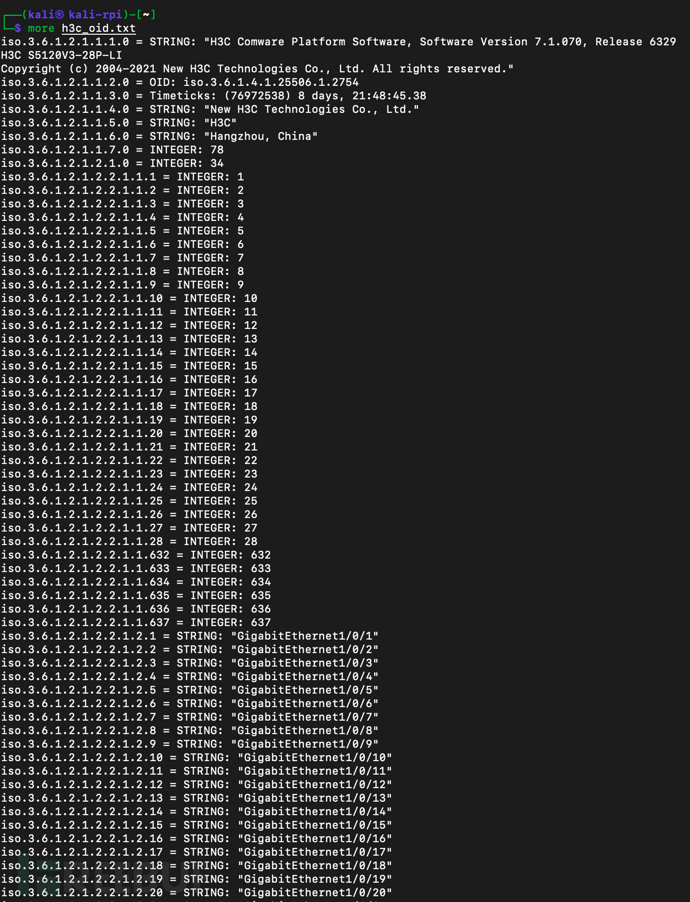 ┌──(kali㉿kali-rpi)-[~]
└─$ more h3c_oid.txt
iso.3.6.1.2.1.1.1.0 = STRING: "H3C Comware Platform Software, Software Version 7.1.070, Release 6329
H3C S5120V3-28P-LI
Copyright (c) 2004-2021 New H3C Technologies Co., Ltd. All rights reserved."
iso.3.6.1.2.1.1.2.0 = OID: iso.3.6.1.4.1.25506.1.2754
iso.3.6.1.2.1.1.3.0 = Timeticks: (76972538) 8 days, 21:48:45.38
iso.3.6.1.2.1.1.4.0 = STRING: "New H3C Technologies Co., Ltd."
iso.3.6.1.2.1.1.5.0 = STRING: "H3C"
iso.3.6.1.2.1.1.6.0 = STRING: "Hangzhou, China"
iso.3.6.1.2.1.1.7.0 = INTEGER: 78
iso.3.6.1.2.1.2.1.0 = INTEGER: 34
iso.3.6.1.2.1.2.2.1.1.1 = INTEGER: 1
iso.3.6.1.2.1.2.2.1.1.2 = INTEGER: 2
iso.3.6.1.2.1.2.2.1.1.3 = INTEGER: 3
iso.3.6.1.2.1.2.2.1.1.4 = INTEGER: 4
iso.3.6.1.2.1.2.2.1.1.5 = INTEGER: 5
iso.3.6.1.2.1.2.2.1.1.6 = INTEGER: 6
iso.3.6.1.2.1.2.2.1.1.7 = INTEGER: 7
iso.3.6.1.2.1.2.2.1.1.8 = INTEGER: 8
iso.3.6.1.2.1.2.2.1.1.9 = INTEGER: 9
iso.3.6.1.2.1.2.2.1.1.10 = INTEGER: 10
iso.3.6.1.2.1.2.2.1.1.11 = INTEGER: 11
iso.3.6.1.2.1.2.2.1.1.12 = INTEGER: 12
iso.3.6.1.2.1.2.2.1.1.13 = INTEGER: 13
iso.3.6.1.2.1.2.2.1.1.14 = INTEGER: 14
iso.3.6.1.2.1.2.2.1.1.15 = INTEGER: 15
iso.3.6.1.2.1.2.2.1.1.16 = INTEGER: 16
iso.3.6.1.2.1.2.2.1.1.17 = INTEGER: 17
iso.3.6.1.2.1.2.2.1.1.18 = INTEGER: 18
iso.3.6.1.2.1.2.2.1.1.19 = INTEGER: 19
iso.3.6.1.2.1.2.2.1.1.20 = INTEGER: 20
iso.3.6.1.2.1.2.2.1.1.21 = INTEGER: 21
iso.3.6.1.2.1.2.2.1.1.22 = INTEGER: 22
iso.3.6.1.2.1.2.2.1.1.23 = INTEGER: 23
iso.3.6.1.2.1.2.2.1.1.24 = INTEGER: 24
iso.3.6.1.2.1.2.2.1.1.25 = INTEGER: 25
iso.3.6.1.2.1.2.2.1.1.26 = INTEGER: 26
iso.3.6.1.2.1.2.2.1.1.27 = INTEGER: 27
iso.3.6.1.2.1.2.2.1.1.28 = INTEGER: 28
iso.3.6.1.2.1.2.2.1.1.632 = INTEGER: 632
iso.3.6.1.2.1.2.2.1.1.633 = INTEGER: 633
iso.3.6.1.2.1.2.2.1.1.634 = INTEGER: 634
iso.3.6.1.2.1.2.2.1.1.635 = INTEGER: 635
iso.3.6.1.2.1.2.2.1.1.636 = INTEGER: 636
iso.3.6.1.2.1.2.2.1.1.637 = INTEGER: 637
iso.3.6.1.2.1.2.2.1.2.1 = STRING: "GigabitEthernet1/0/1"
iso.3.6.1.2.1.2.2.1.2.2 = STRING: "GigabitEthernet1/0/2"
iso.3.6.1.2.1.2.2.1.2.3 = STRING: "GigabitEthernet1/0/3"
iso.3.6.1.2.1.2.2.1.2.4 = STRING: "GigabitEthernet1/0/4"
iso.3.6.1.2.1.2.2.1.2.5 = STRING: "GigabitEthernet1/0/5"
iso.3.6.1.2.1.2.2.1.2.6 = STRING: "GigabitEthernet1/0/6"
iso.3.6.1.2.1.2.2.1.2.7 = STRING: "GigabitEthernet1/0/7"
iso.3.6.1.2.1.2.2.1.2.8 = STRING: "GigabitEthernet1/0/8"
iso.3.6.1.2.1.2.2.1.2.9 = STRING: "GigabitEthernet1/0/9"
iso.3.6.1.2.1.2.2.1.2.10 = STRING: "GigabitEthernet1/0/10"
iso.3.6.1.2.1.2.2.1.2.11 = STRING: "GigabitEthernet1/0/11"
iso.3.6.1.2.1.2.2.1.2.12 = STRING: "GigabitEthernet1/0/12"
iso.3.6.1.2.1.2.2.1.2.13 = STRING: "GigabitEthernet1/0/13"
iso.3.6.1.2.1.2.2.1.2.14 = STRING: "GigabitEthernet1/0/14"
iso.3.6.1.2.1.2.2.1.2.15 = STRING: "GigabitEthernet1/0/15"
iso.3.6.1.2.1.2.2.1.2.16 = STRING: "GigabitEthernet1/0/16"
iso.3.6.1.2.1.2.2.1.2.17 = STRING: "GigabitEthernet1/0/17"
iso.3.6.1.2.1.2.2.1.2.18 = STRING: "GigabitEthernet1/0/18"
iso.3.6.1.2.1.2.2.1.2.19 = STRING: "GigabitEthernet1/0/19"
iso.3.6.1.2.1.2.2.1.2.20 = STRING: "GigabitEthernet1/0/20"